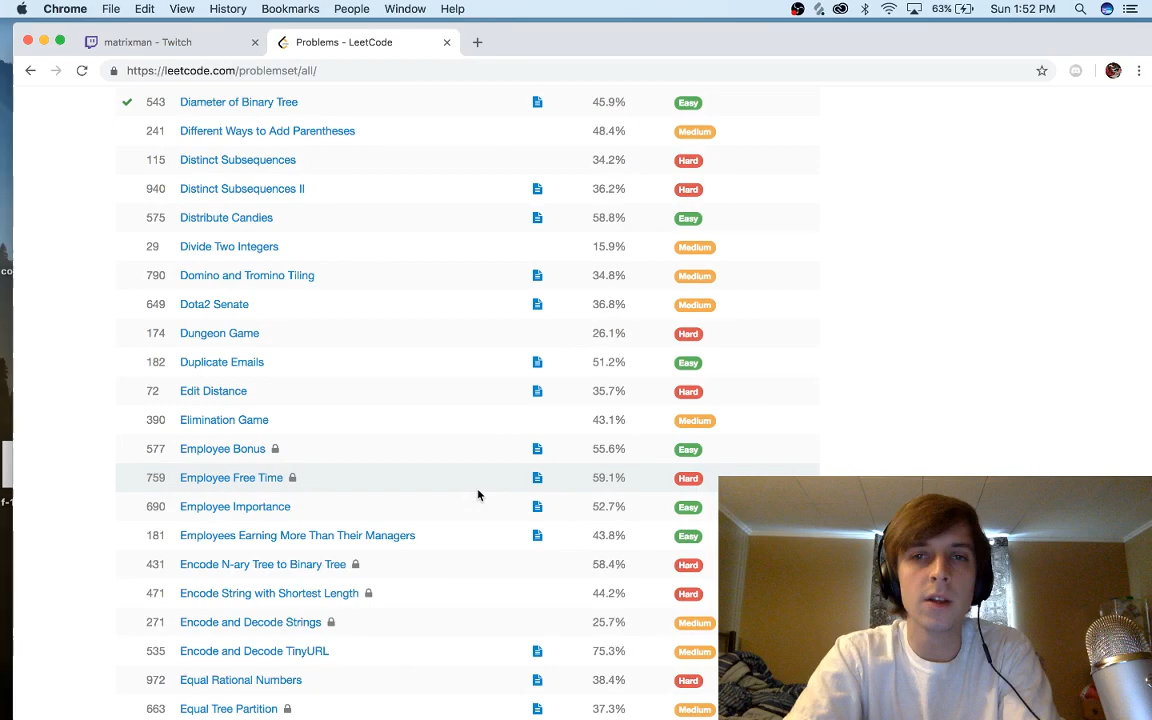 Chrome File Edit View History Bookmarks People Window Help 63% Sun 1:52 PM
matrixman - Twitch Problems - LeetCode
https://leetcode.com/problemset/all/
543 Diameter of Binary Tree 45.9% Easy
241 Different Ways to Add Parentheses 48.4% Medium
115 Distinct Subsequences 34.2% Hard
940 Distinct Subsequences II 36.2% Hard
575 Distribute Candies 58.8% Easy
29 Divide Two Integers 15.9% Medium
790 Domino and Tromino Tiling 34.8% Medium
649 Dota2 Senate 36.8% Medium
174 Dungeon Game 26.1% Hard
182 Duplicate Emails 51.2% Easy
72 Edit Distance 35.7% Hard
390 Elimination Game 43.1% Medium
577 Employee Bonus 55.6% Easy
759 Employee Free Time 59.1% Hard
690 Employee Importance 52.7% Easy
181 Employees Earning More Than Their Managers 43.8% Easy
431 Encode N-ary Tree to Binary Tree 58.4% Hard
471 Encode String with Shortest Length 44.2% Hard
271 Encode and Decode Strings 25.7% Medium
535 Encode and Decode TinyURL 75.3% Medium
972 Equal Rational Numbers 38.4% Hard
663 Equal Tree Partition 37.3% Medium